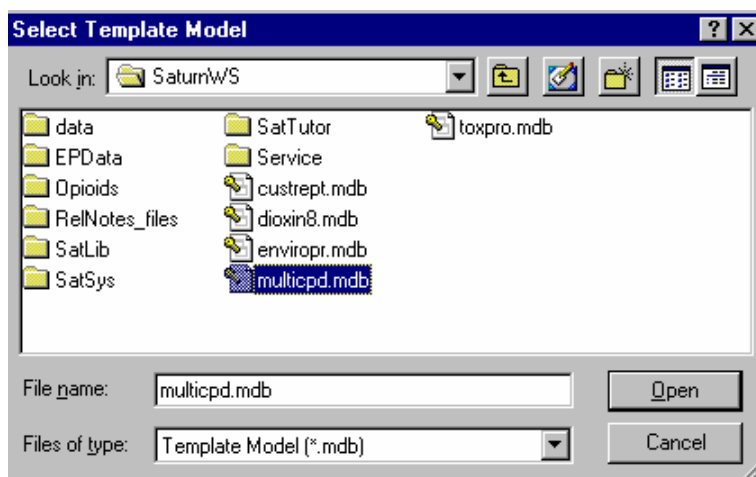 Select Template Model
Look in: SaturnWS
data
EPData
Opioids
RelNotes_files
SatLib
SatSys
SatTutor
Service
custrept.mdb
dioxin8.mdb
enviropr.mdb
multicpd.mdb
toxpro.mdb
File name: multicpd.mdb
Open
Files of type: Template Model (*.mdb)
Cancel